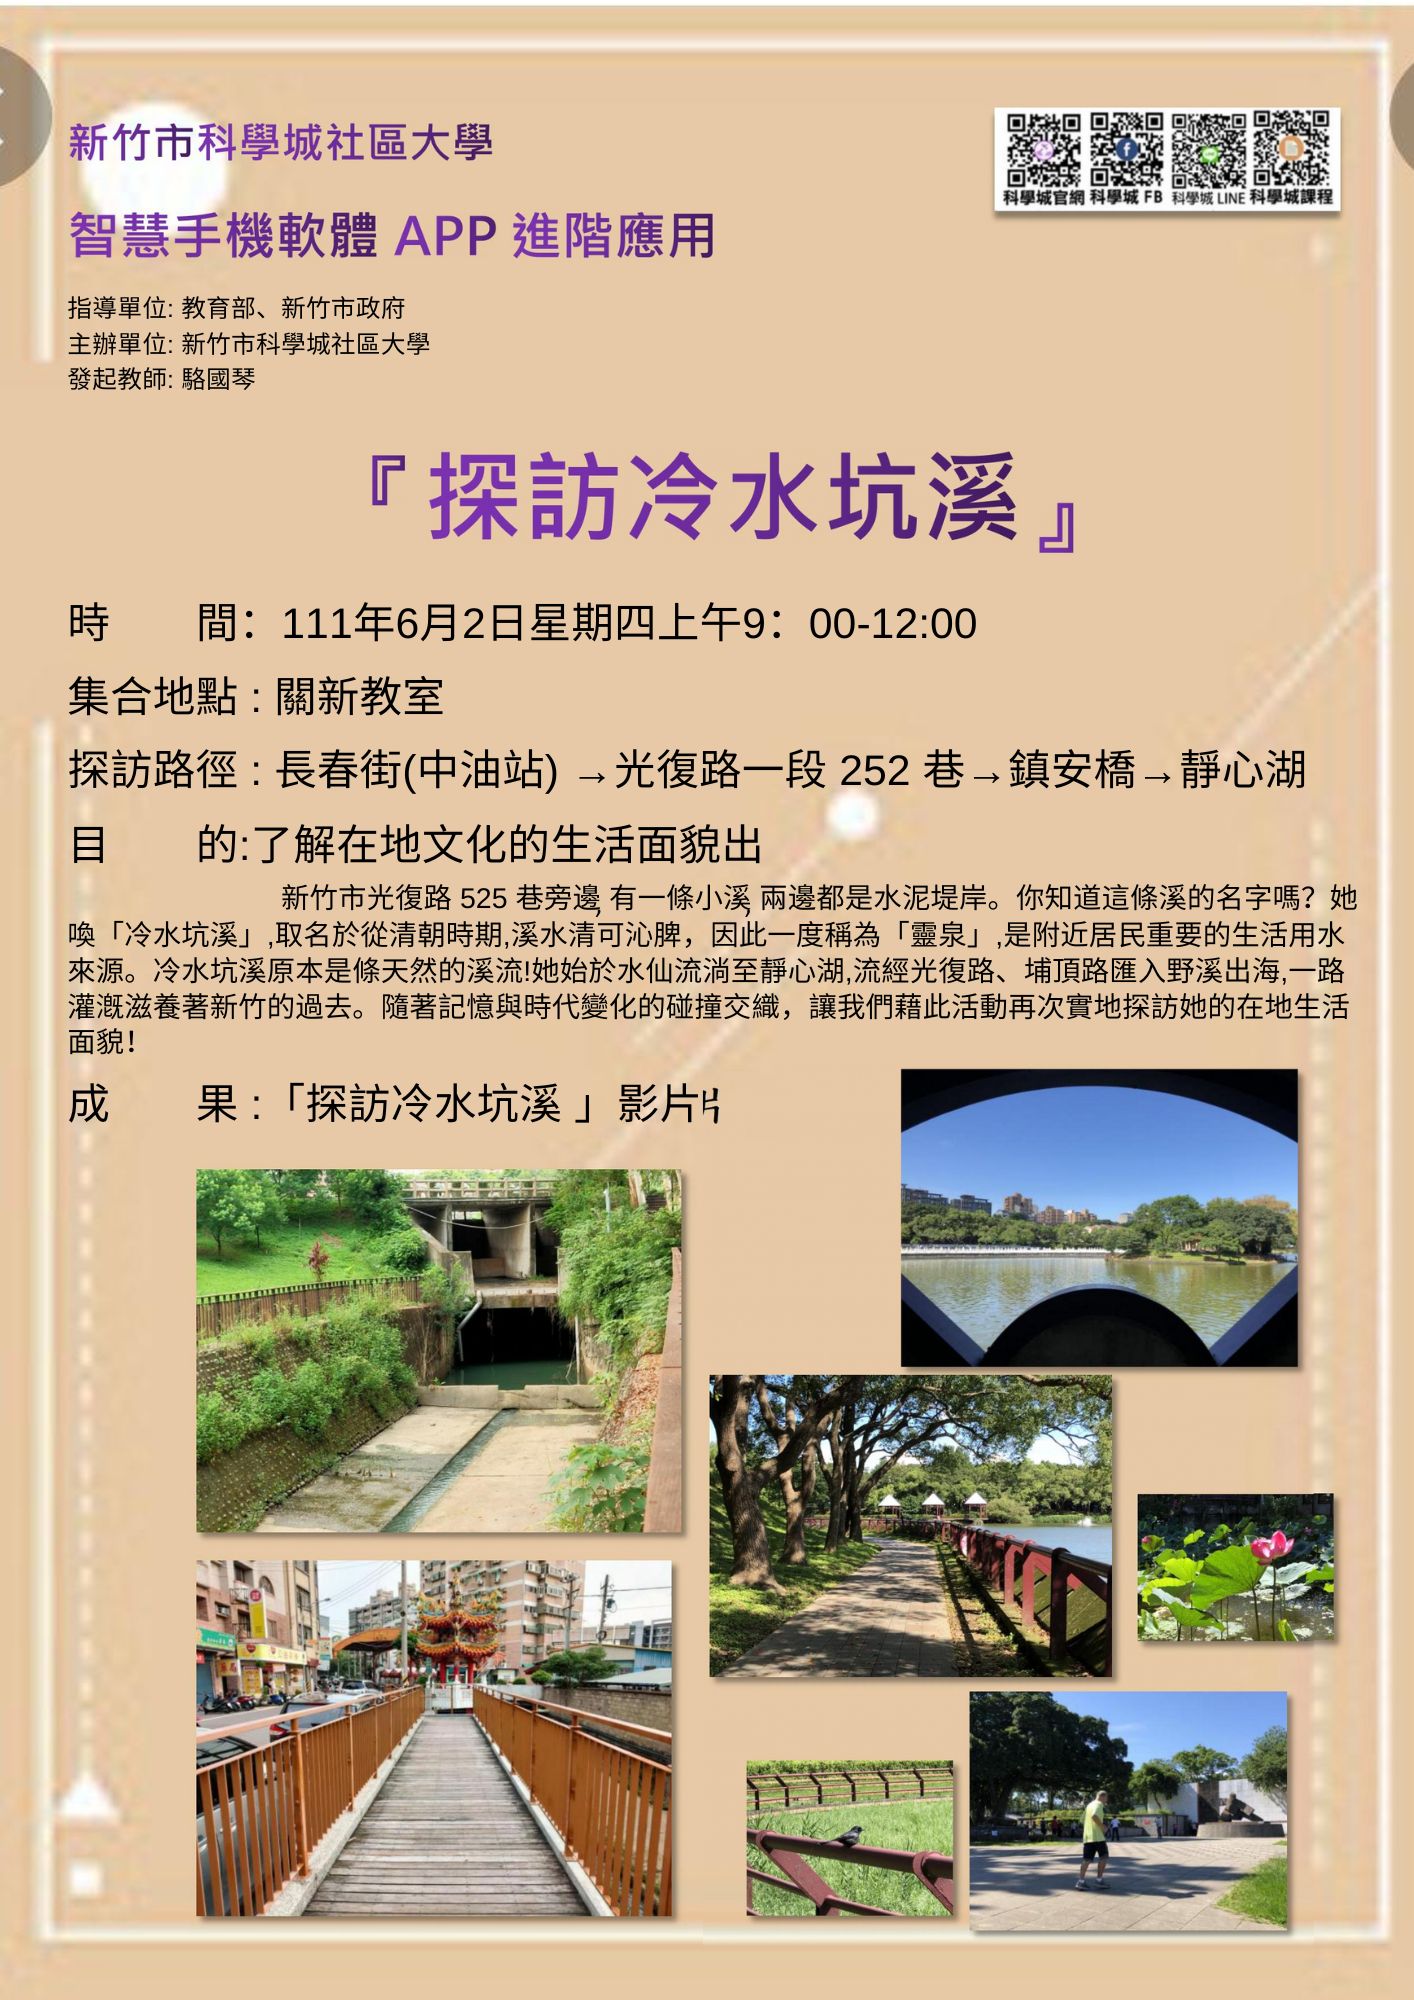 新竹市科學城社區大學
科學城官網 科學城 FB 科學城 LINE 科學城課程
智慧手機軟體 APP 進階應用
指導單位: 教育部、新竹市政府
主辦單位: 新竹市科學城社區大學
發起教師: 駱國琴
『探訪冷水坑溪』
時　　間：111年6月2日星期四上午9：00-12:00
集合地點 : 關新教室
探訪路徑 : 長春街(中油站) →光復路一段 252 巷→鎮安橋→靜心湖
目　　的:了解在地文化的生活面貌出
新竹市光復路 525 巷旁邊, 有一條小溪, 兩邊都是水泥堤岸。你知道這條溪的名字嗎？她
喚「冷水坑溪」,取名於從清朝時期,溪水清可沁脾，因此一度稱為「靈泉」,是附近居民重要的生活用水
來源。冷水坑溪原本是條天然的溪流!她始於水仙流淌至靜心湖,流經光復路、埔頂路匯入野溪出海,一路
灌溉滋養著新竹的過去。隨著記憶與時代變化的碰撞交織，讓我們藉此活動再次實地探訪她的在地生活
面貌！
成　　果 :「探訪冷水坑溪 」影片